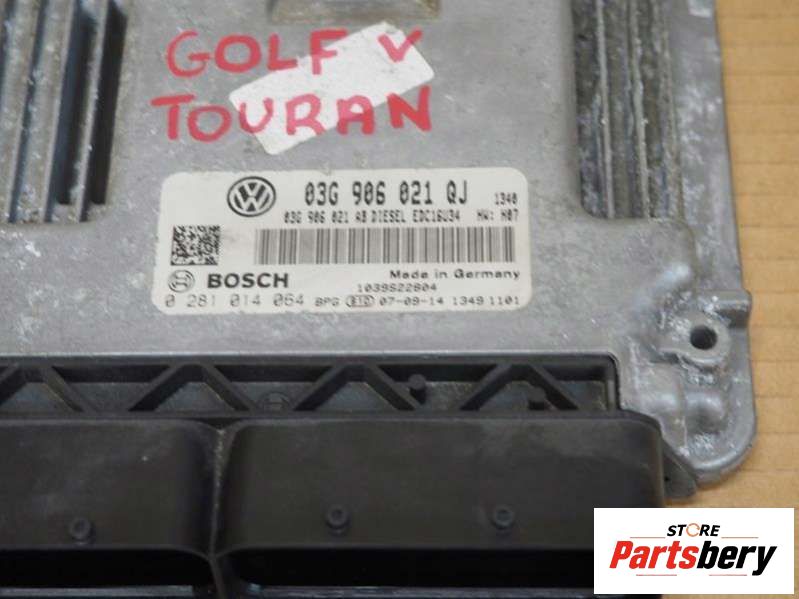 GOLF V
TOURAN
03G 906 021 QJ 1340
03G 906 021 AB DIESEL EDC16U34 HW: H07
BOSCH Made in Germany
1039S22804
0 281 014 064 BPG 07-09-14 1349 1101
STORE
Partsbery